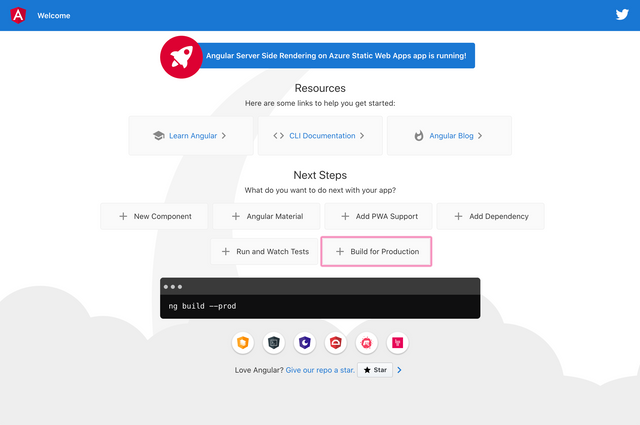 A
Welcome
Angular Server Side Rendering on Azure Static Web Apps app is running!
Resources
Here are some links to help you get started:
Learn Angular
CLI Documentation
Angular Blog
Next Steps
What do you want to do next with your app?
New Component
Angular Material
Add PWA Support
Add Dependency
Run and Watch Tests
Build for Production
ng build --prod
Love Angular? Give our repo a star. Star